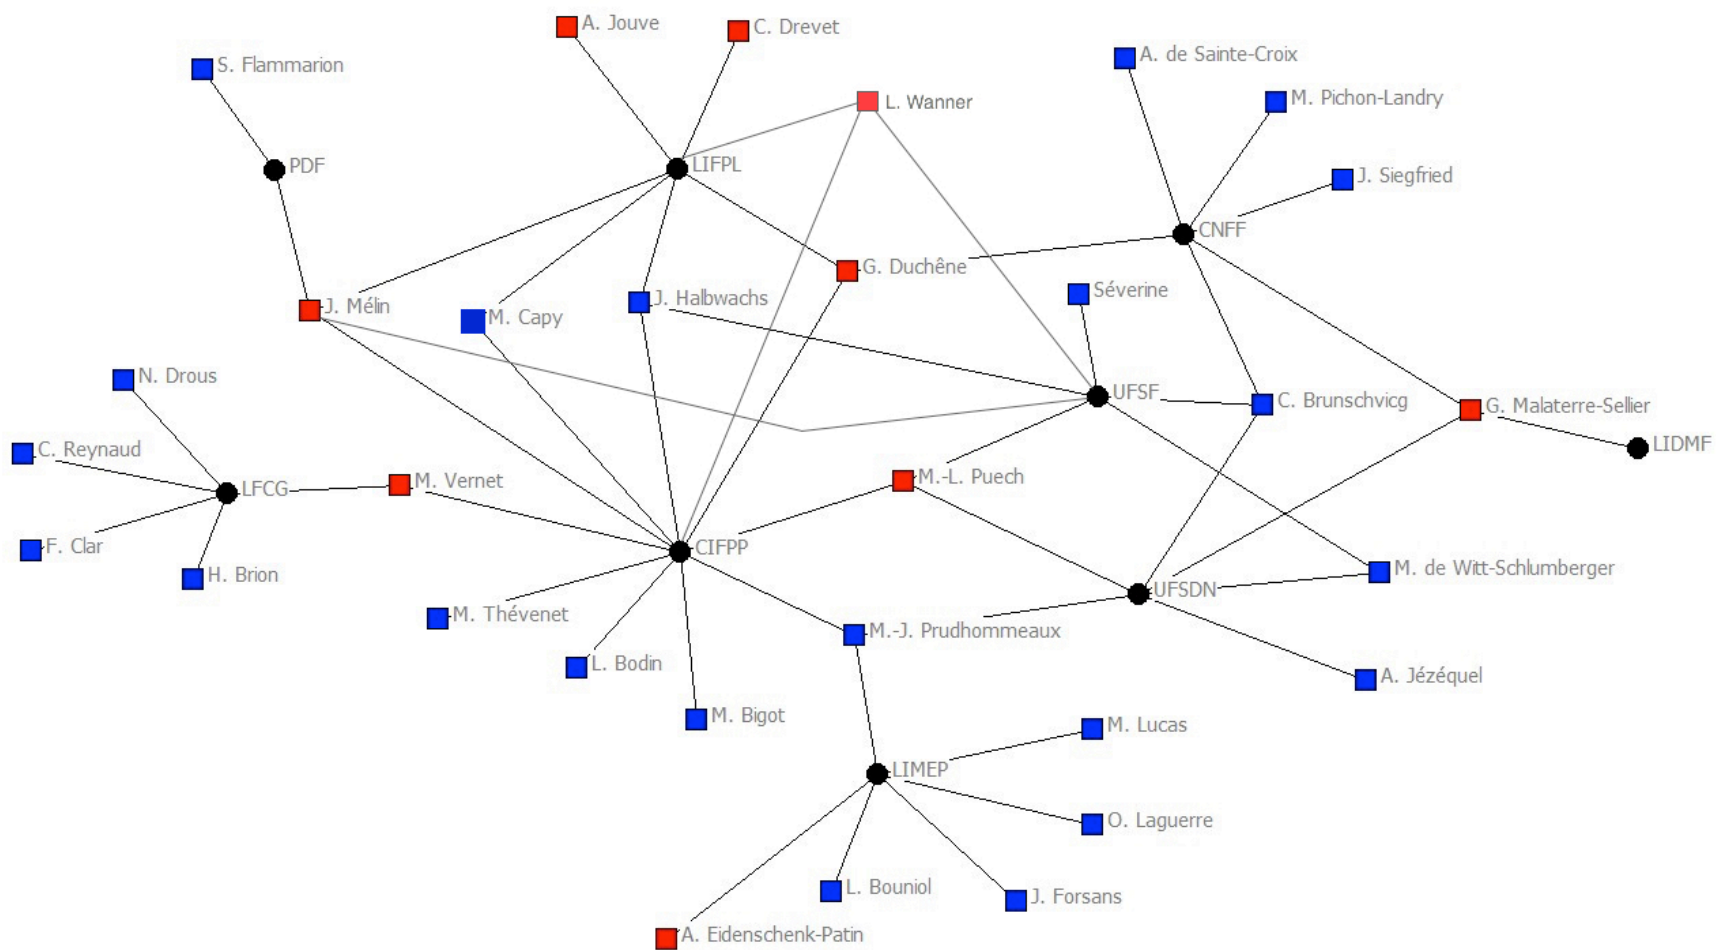 A. Jouve
C. Drevet
S. Flammarion
A. de Sainte-Croix
L. Wanner
M. Pichon-Landry
PDF
LIFPL
J. Siegfried
CNFF
G. Duchêne
Séverine
J. Mélin
M. Capy
J. Halbwachs
N. Drous
UFSF
C. Brunschvicg
G. Malaterre-Sellier
LIDMF
C. Reynaud
LFCG
M. Vernet
M.-L. Puech
F. Clar
H. Brion
CIFPP
M. de Witt-Schlumberger
UFSDN
M. Thévenet
M.-J. Prudhommeaux
L. Bodin
A. Jézéquel
M. Bigot
M. Lucas
LIMEP
O. Laguerre
L. Bouniol
J. Forsans
A. Eidenschenk-Patin